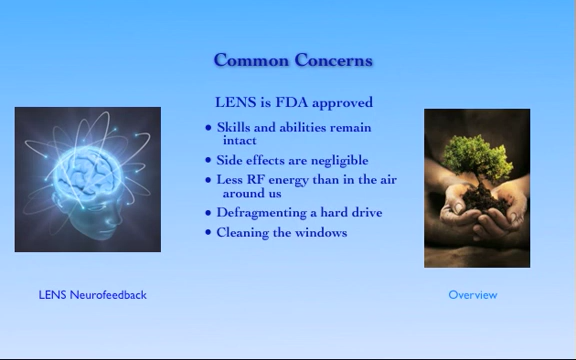 Common Concerns
LENS is FDA approved
• Skills and abilities remain
intact
• Side effects are negligible
• Less RF energy than in the air
around us
• Defragmenting a hard drive
• Cleaning the windows
LENS Neurofeedback
Overview